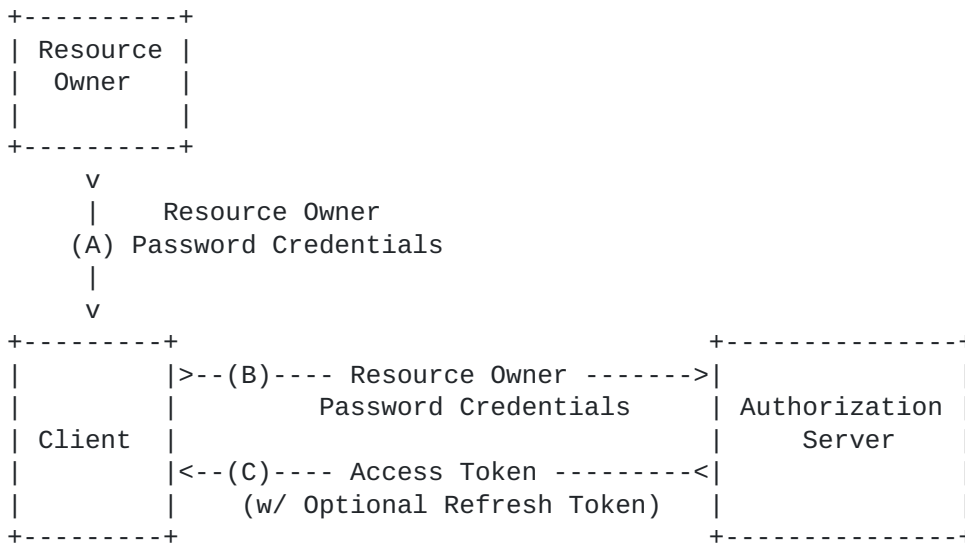 Resource
Owner
Resource Owner
(A) Password Credentials
(B) Resource Owner
Password Credentials
Authorization
Client
Server
(C) Access Token
(w/ Optional Refresh Token)